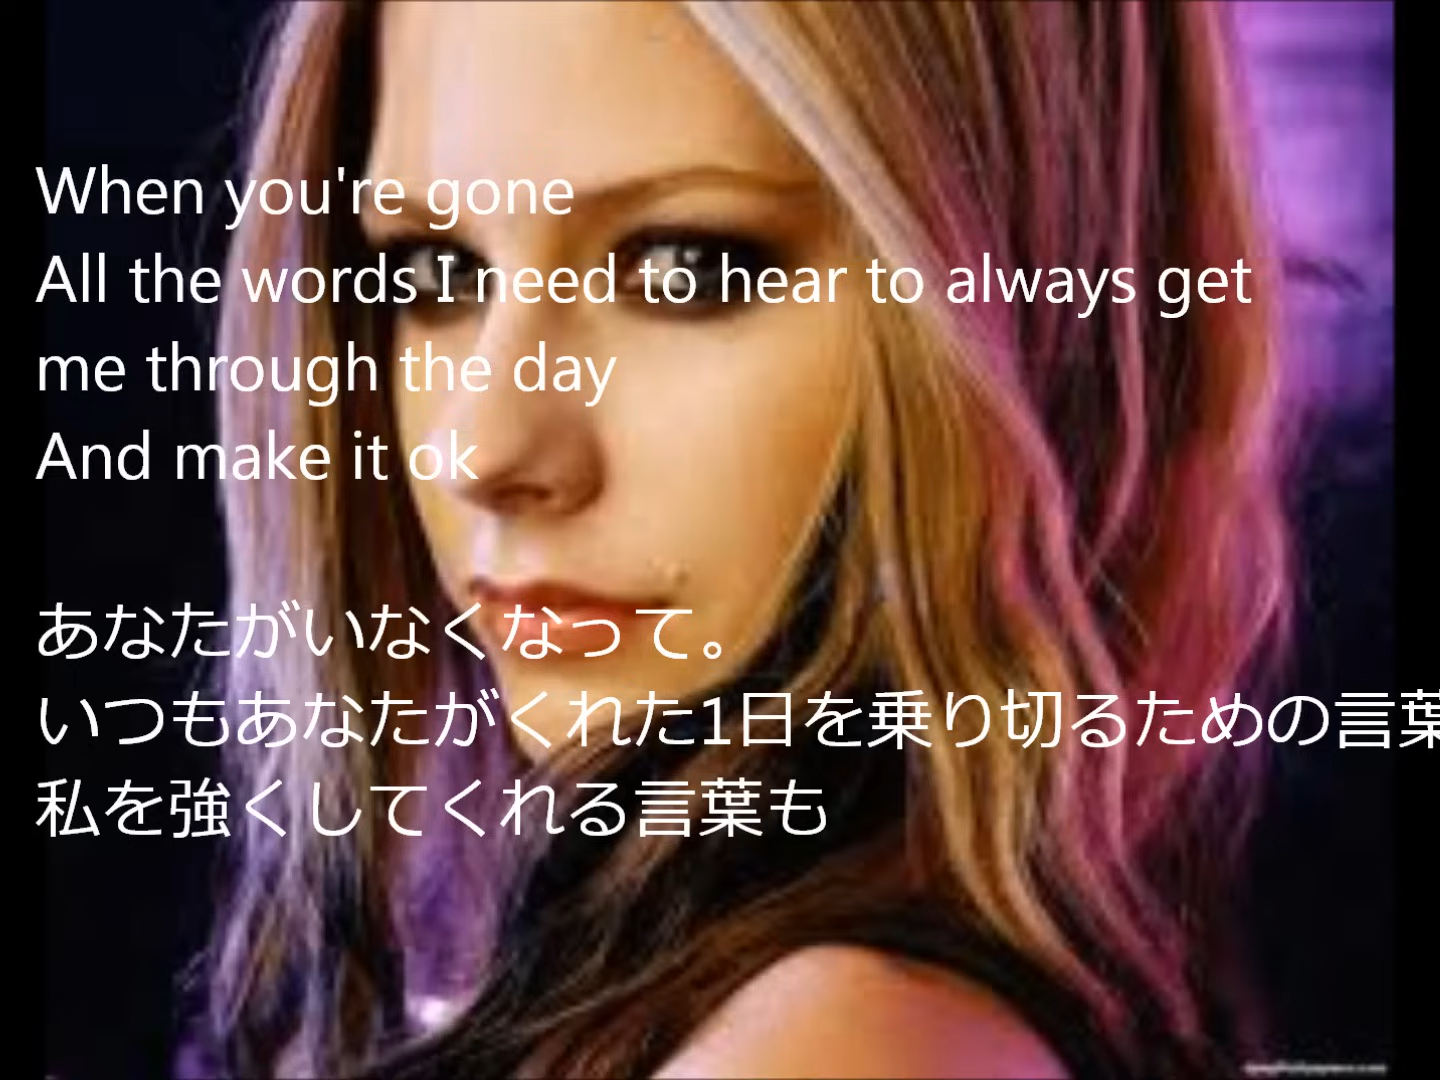 When you're gone
All the words I need to hear to always get
me through the day
And make it ok
あなたがいなくなって。
いつもあなたがくれた1日を乗り切るための言葉
私を強くしてくれる言葉も